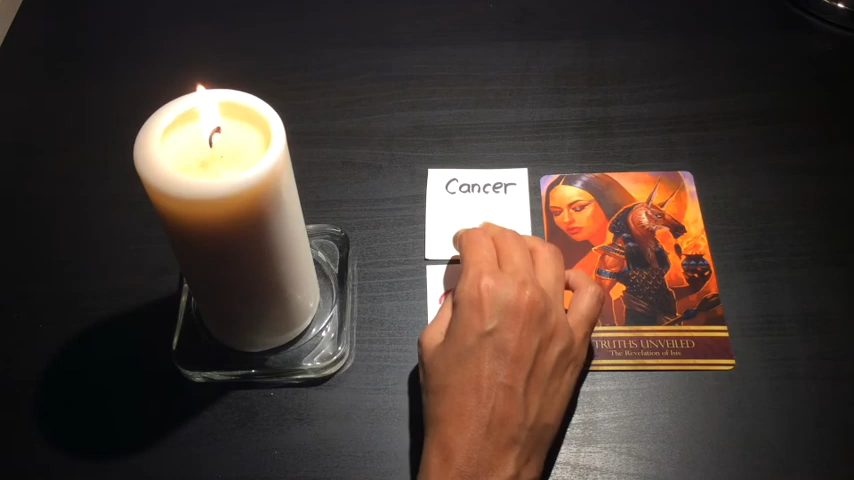 Cancer
TRUTHS UNVEILED
The Revelation of Isis